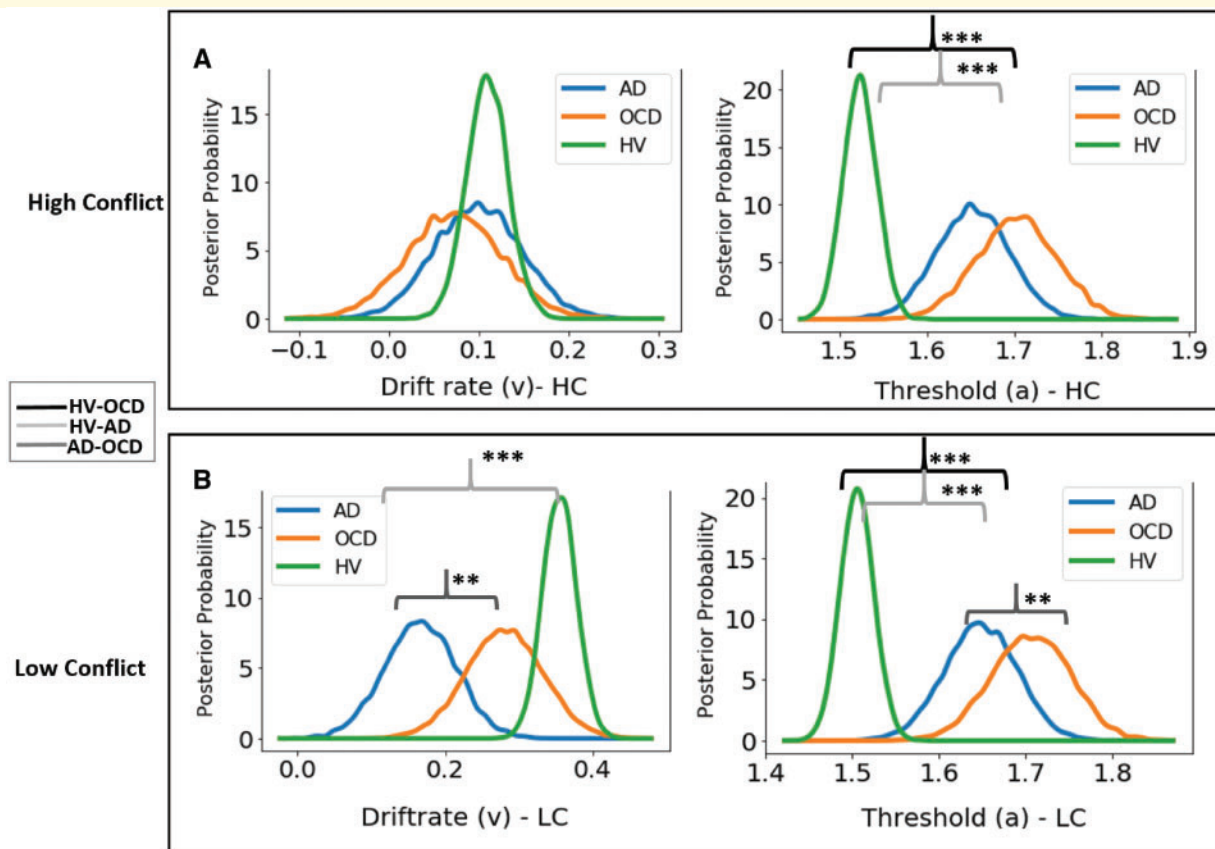 High Conflict
A
***
***
AD
OCD
HV
Posterior Probability
15
10
5
0
−0.1
0.0
0.1
0.2
0.3
Drift rate (v)- HC
AD
OCD
HV
Posterior Probability
20
15
10
5
0
1.5
1.6
1.7
1.8
1.9
Threshold (a) - HC
HV-OCD
HV-AD
AD-OCD
Low Conflict
B
***
**
AD
OCD
HV
Posterior Probability
15
10
5
0
0.0
0.2
0.4
Driftrate (v) - LC
***
***
**
AD
OCD
HV
Posterior Probability
20
15
10
5
0
1.4
1.5
1.6
1.7
1.8
Threshold (a) - LC